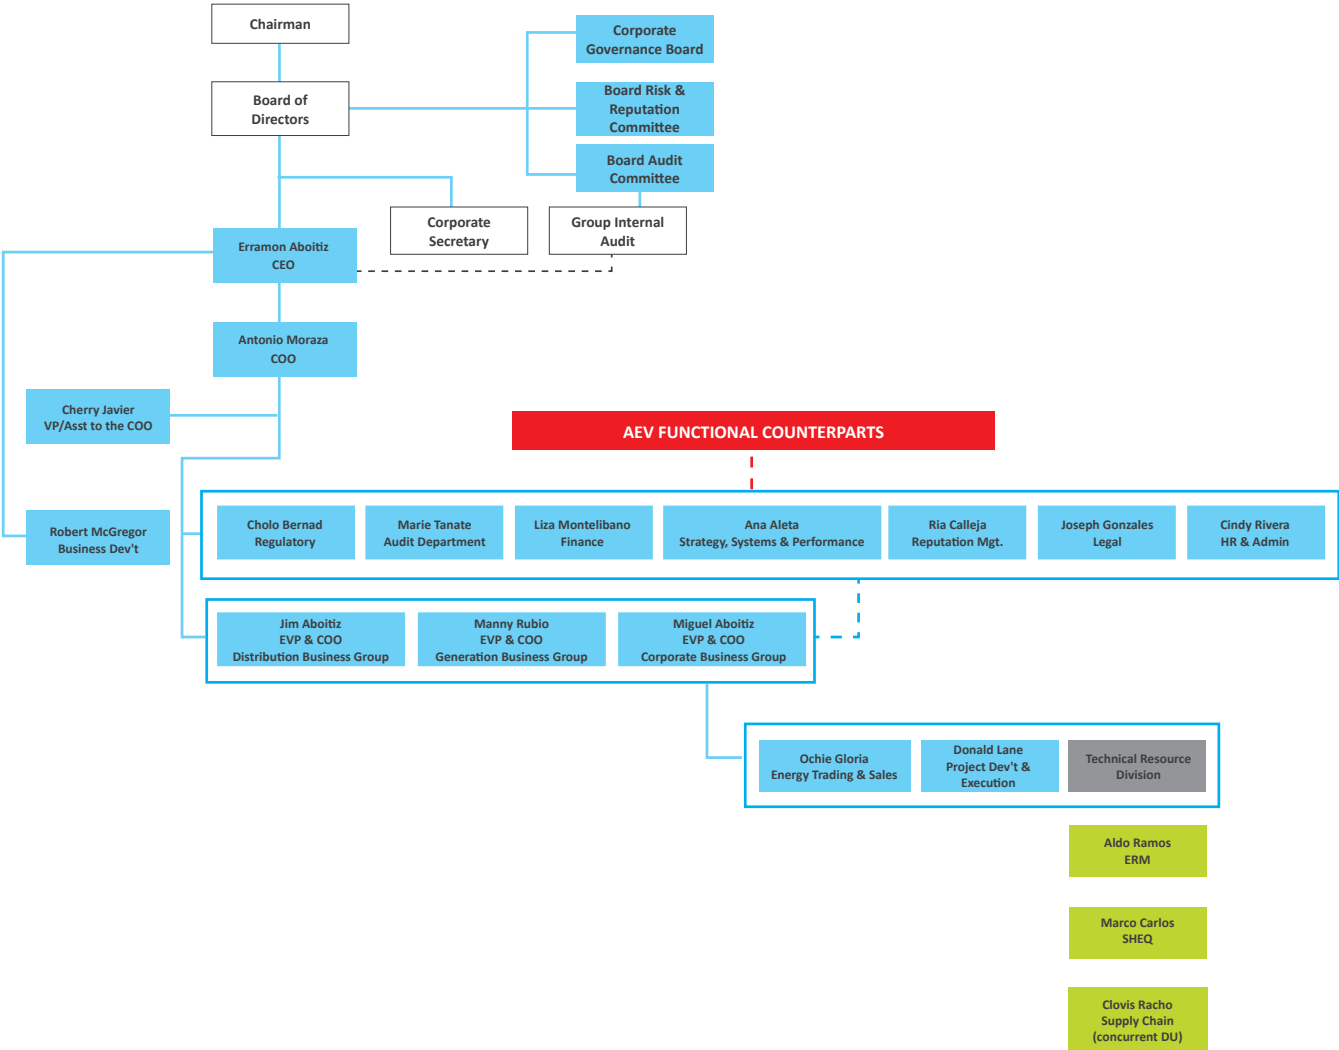 Chairman
Corporate
Governance Board
Board of
Directors
Board Risk &
Reputation
Committee
Board Audit
Committee
Corporate
Secretary
Group Internal
Audit
Erramon Aboitiz
CEO
Antonio Moraza
COO
Cherry Javier
VP/Asst to the COO
AEV FUNCTIONAL COUNTERPARTS
Robert McGregor
Business Dev't
Cholo Bernad
Regulatory
Marie Tanate
Audit Department
Liza Montelibano
Finance
Ana Aleta
Strategy, Systems & Performance
Ria Calleja
Reputation Mgt.
Joseph Gonzales
Legal
Cindy Rivera
HR & Admin
Jim Aboitiz
EVP & COO
Distribution Business Group
Manny Rubio
EVP & COO
Generation Business Group
Miguel Aboitiz
EVP & COO
Corporate Business Group
Ochie Gloria
Energy Trading & Sales
Donald Lane
Project Dev't &
Execution
Technical Resource
Division
Aldo Ramos
ERM
Marco Carlos
SHEQ
Clovis Racho
Supply Chain
(concurrent DU)